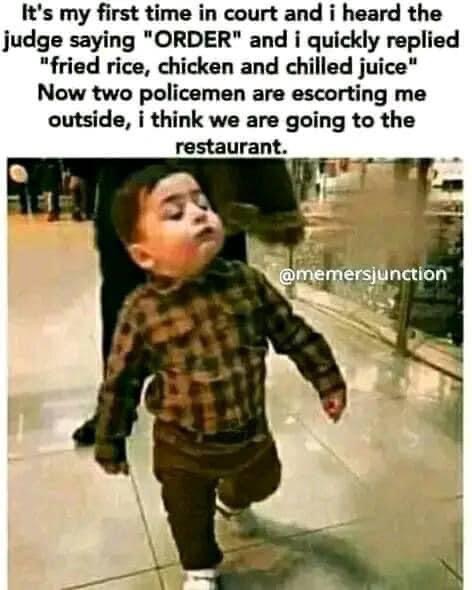 It's my first time in court and i heard the
judge saying "ORDER" and i quickly replied
"fried rice, chicken and chilled juice"
Now two policemen are escorting me
outside, i think we are going to the
restaurant.
@memersjunction